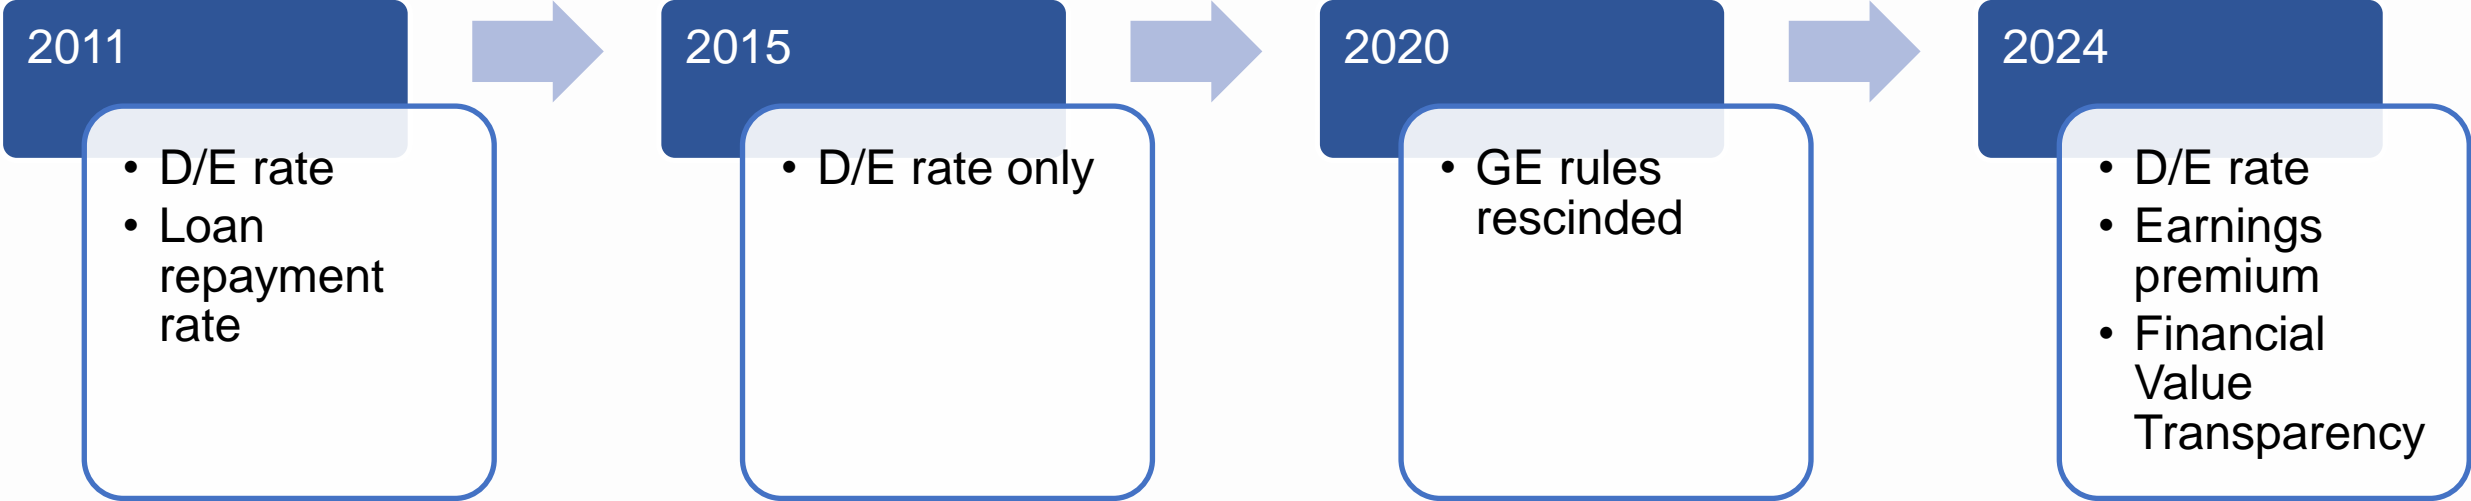 2011
• D/E rate
• Loan
repayment
rate
2015
• D/E rate only
2020
• GE rules
rescinded
2024
• D/E rate
• Earnings
premium
• Financial
Value
Transparency